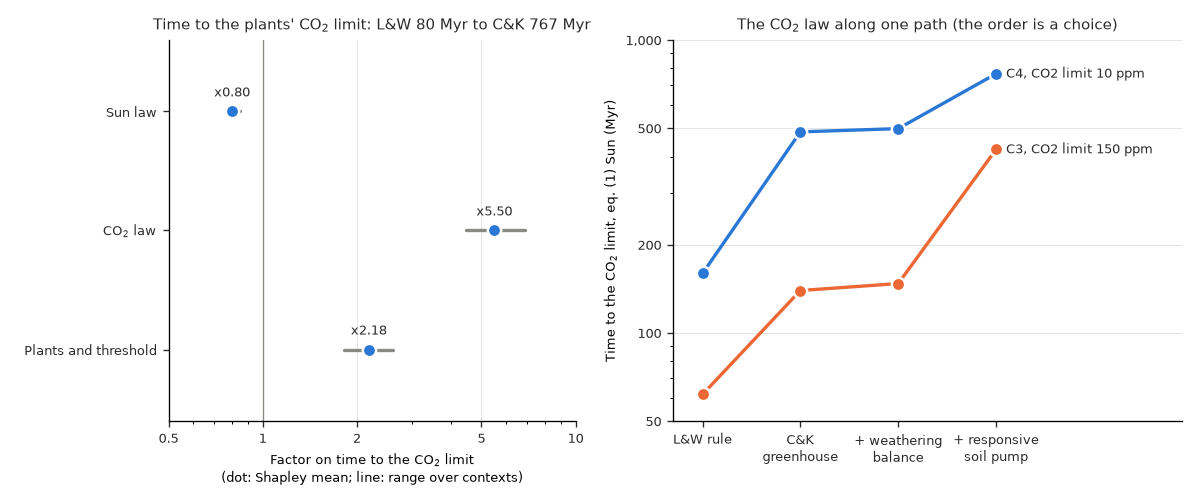 Time to the plants' CO₂ limit: L&W 80 Myr to C&K 767 Myr
Sun law
CO₂ law
Plants and threshold
x0.80
x5.50
x2.18
0.5
1
2
5
10
Factor on time to the CO₂ limit
(dot: Shapley mean; line: range over contexts)
The CO₂ law along one path (the order is a choice)
Time to the CO₂ limit, eq. (1) Sun (Myr)
1,000
500
200
100
50
C4, CO2 limit 10 ppm
C3, CO2 limit 150 ppm
L&W rule
C&K
greenhouse
+ weathering
balance
+ responsive
soil pump